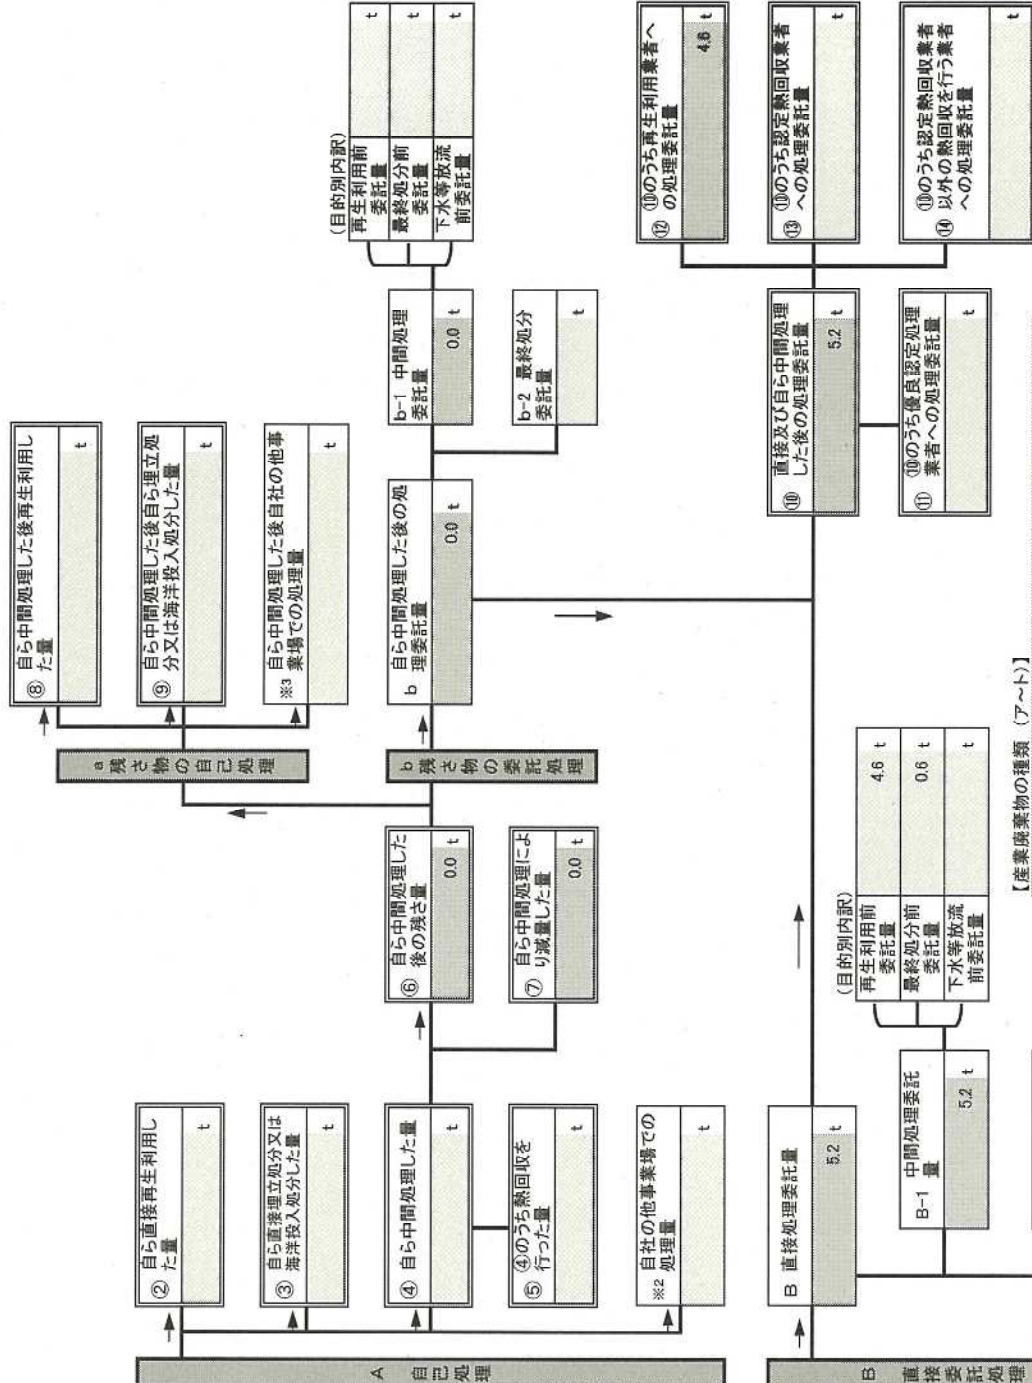 A 自己処理
② 自ら直接再生利用し
た量
t
③ 自ら直接埋立処分又は
海洋投入処分した量
t
④ 自ら中間処理した量
t
⑤ ④のうち熱回収を
行った量
t
※2 自社の他事業場での
処理量
t
⑥ 自ら中間処理した
後の残さ量
0.0 t
⑦ 自ら中間処理によ
り減量した量
0.0 t
a 残さ物の自己処理
⑧ 自ら中間処理した後再生利用し
た量
t
⑨ 自ら中間処理した後自ら埋立処
分又は海洋投入処分した量
t
※3 自ら中間処理した後自社の他事
業場での処理量
t
b 残さ物の委託処理
b 自ら中間処理した後の処
理委託量
0.0 t
b-1 中間処理
委託量
0.0 t
b-2 最終処分
委託量
t
(目的別内訳)
再生利用前
委託量
t
最終処分前
委託量
t
下水等放流
前委託量
t
B 直接委託処理
B 直接処理委託量
5.2 t
B-1 中間処理委託
量
5.2 t
(目的別内訳)
再生利用前
委託量
4.6 t
最終処分前
委託量
0.6 t
下水等放流
前委託量
t
⑩ 直接及び自ら中間処理
した後の処理委託量
5.2 t
⑪ ⑩のうち優良認定処理
業者への処理委託量
t
⑫ ⑩のうち再生利用業者へ
の処理委託量
4.6 t
⑬ ⑩のうち認定熱回収業者
への処理委託量
t
⑭ ⑩のうち認定熱回収業者
以外の熱回収を行う業者
への処理委託量
t
【産業廃棄物の種類 (ア～ト)】